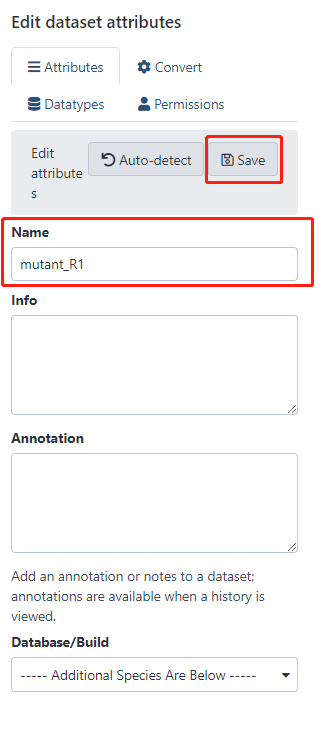 Edit dataset attributes
Attributes Convert
Datatypes Permissions
Edit
attribute
s
Auto-detect Save
Name
mutant_R1
Info
Annotation
Add an annotation or notes to a dataset;
annotations are available when a history is
viewed.
Database/Build
----- Additional Species Are Below -----